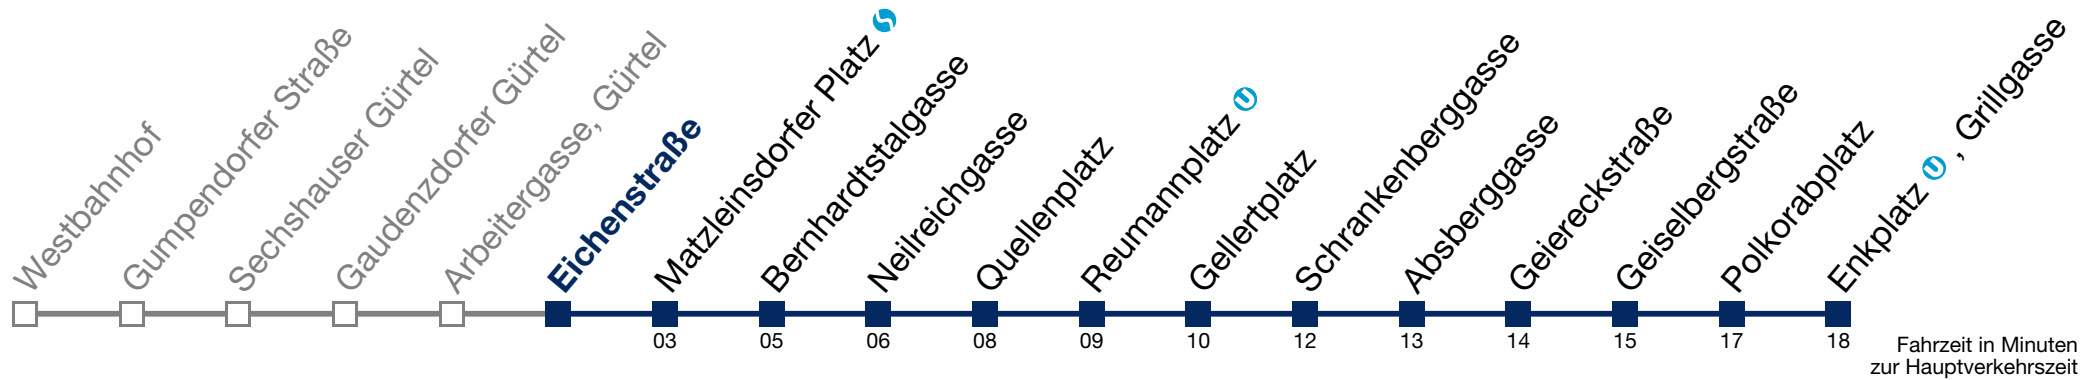 Westbahnhof
Gumpendorfer Straße
Sechshauser Gürtel
Gaudenzdorfer Gürtel
Arbeitergasse, Gürtel
Eichenstraße
Matzleinsdorfer Platz S
Bernhardtstalgasse
Neilreichgasse
Quellenplatz
Reumannplatz U
Gellertplatz
Schrankenberggasse
Absberggasse
Geiereckstraße
Geiselbergstraße
Polkorabplatz
Enkplatz U , Grillgasse
03 05 06 08 09 10 12 13 14 15 17 18
Fahrzeit in Minuten
zur Hauptverkehrszeit